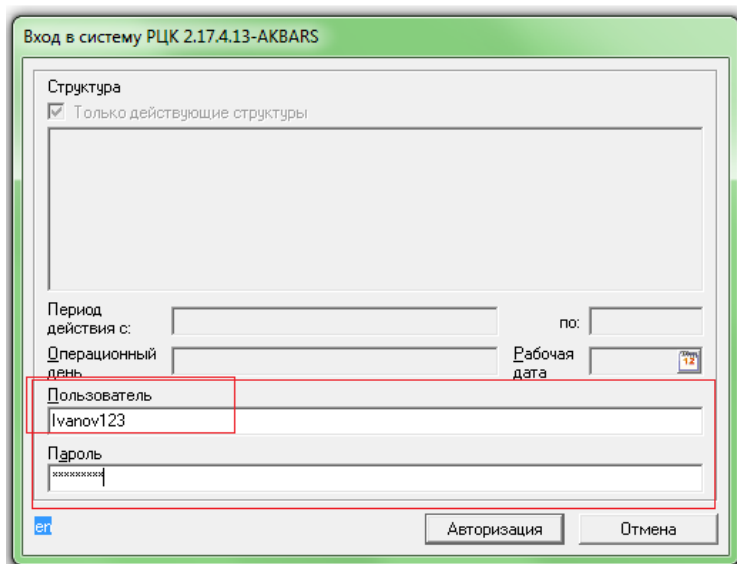 Вход в систему РЦК 2.17.4.13-AKBARS
Структура
Только действующие структуры
Период
действия с:
по:
Операционный
день
Рабочая
дата
12
Пользователь
Ivanov123
Пароль
*********
en
Авторизация
Отмена